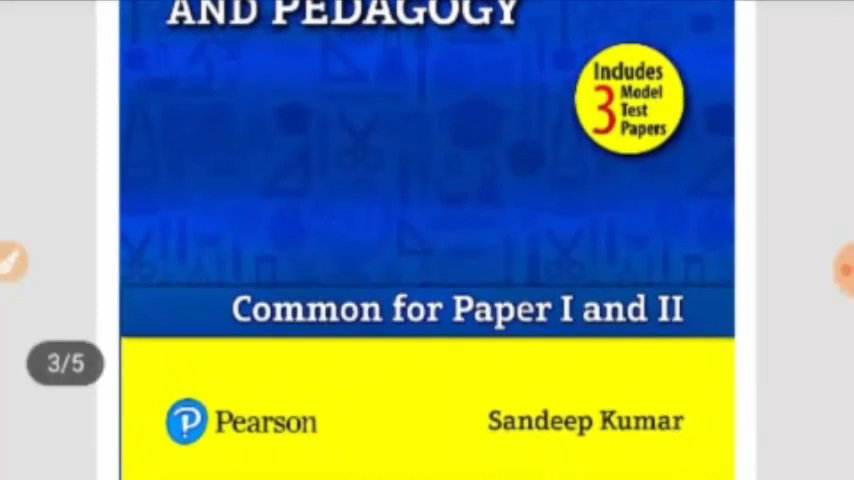 AND PEDAGOGY
Includes
3 Model
Test
Papers
Common for Paper I and II
3/5
Pearson
Sandeep Kumar